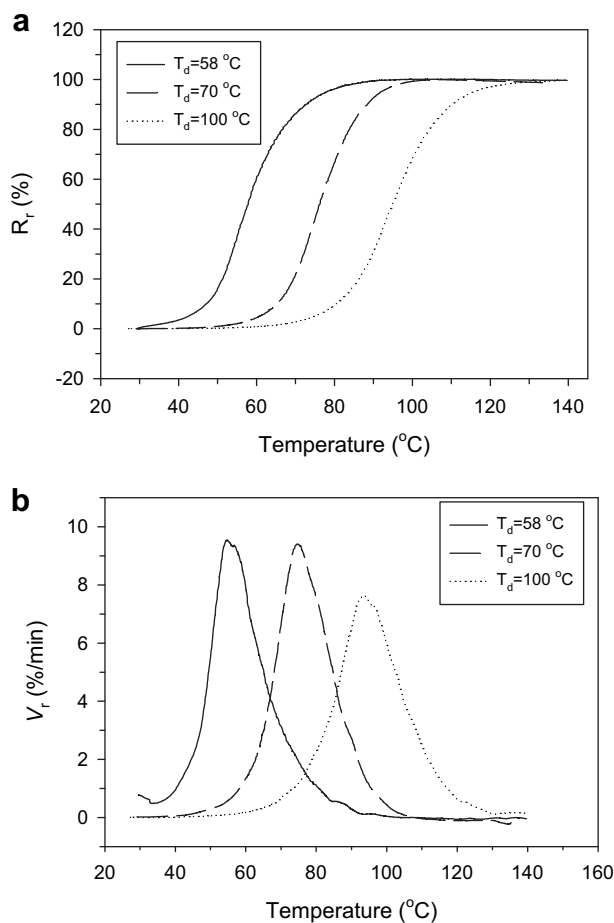 a
120
100
80
60
40
20
0
-20
R_r (%)
T_d=58 °C
T_d=70 °C
T_d=100 °C
20 40 60 80 100 120 140
Temperature (°C)
b
10
8
6
4
2
0
V_r (%/min)
T_d=58 °C
T_d=70 °C
T_d=100 °C
20 40 60 80 100 120 140 160
Temperature (°C)